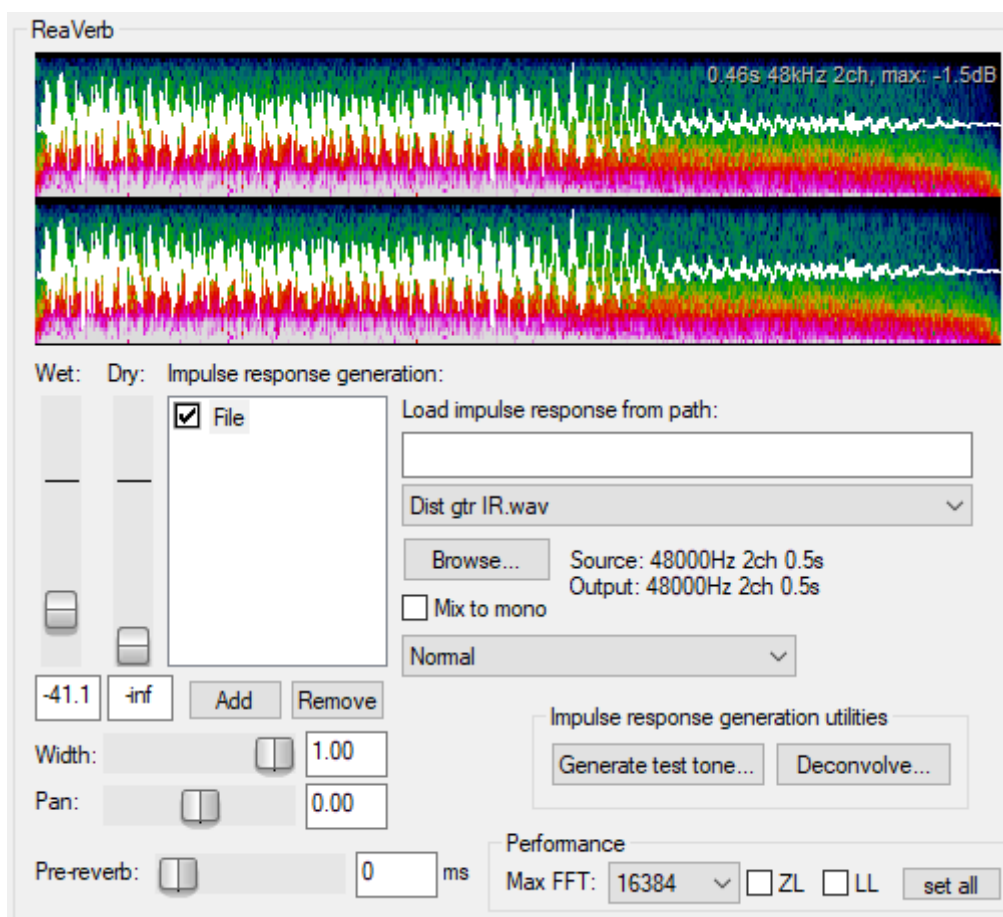 ReaVerb
0.46s 48kHz 2ch, max: -1.5dB
Wet: Dry: Impulse response generation:
File
Load impulse response from path:
Dist gtr IR.wav
Browse...
Source: 48000Hz 2ch 0.5s
Output: 48000Hz 2ch 0.5s
Mix to mono
Normal
-41.1 -inf Add Remove
Impulse response generation utilities
Width: 1.00
Generate test tone... Deconvolve...
Pan: 0.00
Performance
Pre-reverb: 0 ms
Max FFT: 16384 ZL LL set all